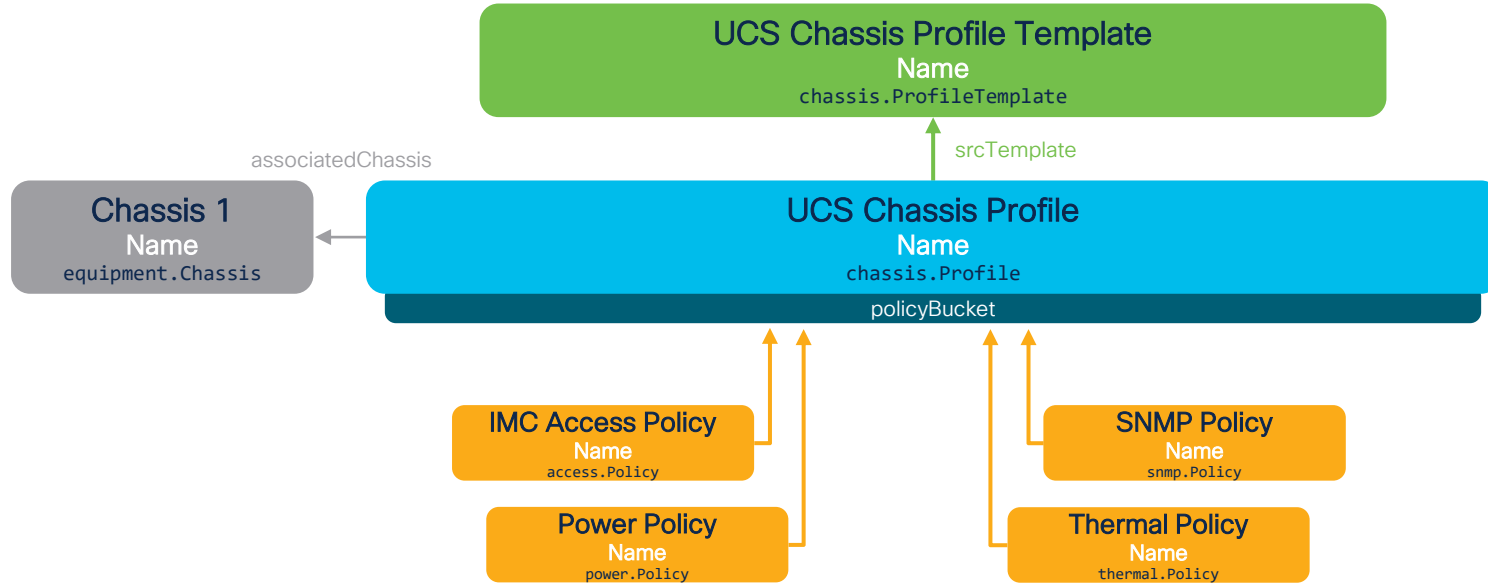 UCS Chassis Profile Template
Name
chassis.ProfileTemplate
srcTemplate
associatedChassis
Chassis 1
Name
equipment.Chassis
UCS Chassis Profile
Name
chassis.Profile
policyBucket
IMC Access Policy
Name
access.Policy
SNMP Policy
Name
snmp.Policy
Power Policy
Name
power.Policy
Thermal Policy
Name
thermal.Policy